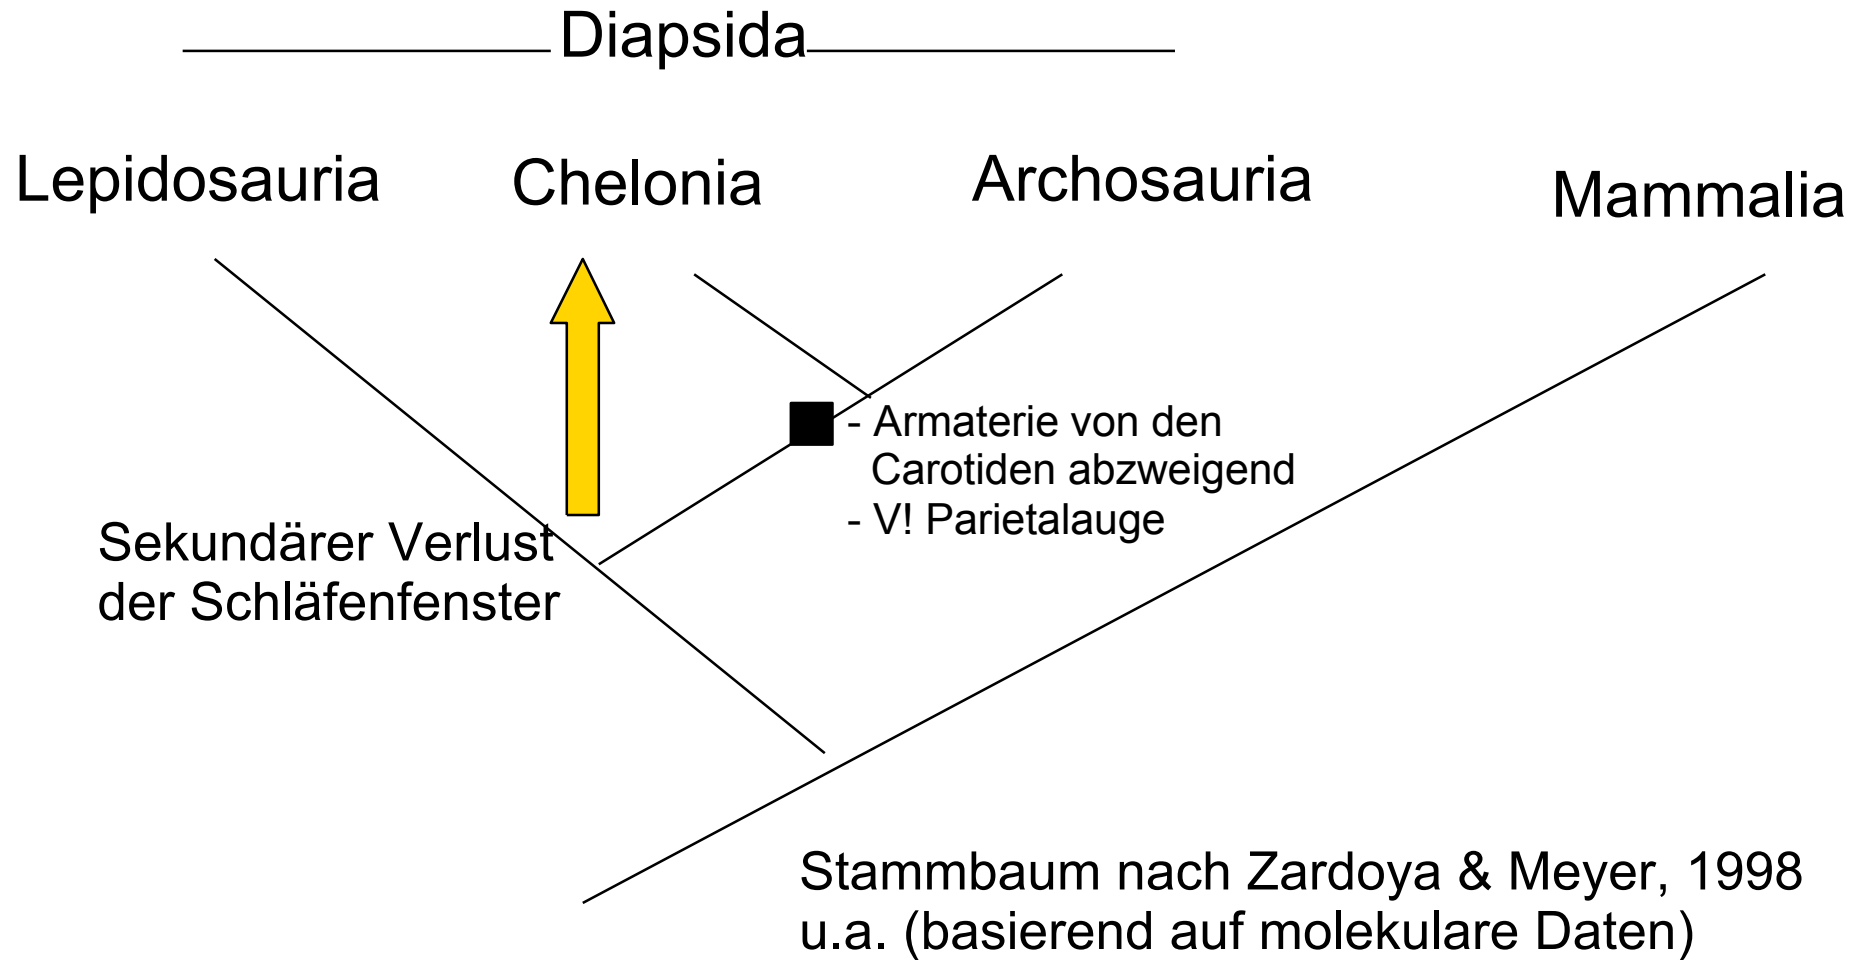 Diapsida
Lepidosauria
Chelonia
Archosauria
Mammalia
- Armaterie von den
Carotiden abzweigend
- V! Parietalauge
Sekundärer Verlust
der Schläfenfenster
Stammbaum nach Zardoya & Meyer, 1998
u.a. (basierend auf molekulare Daten)